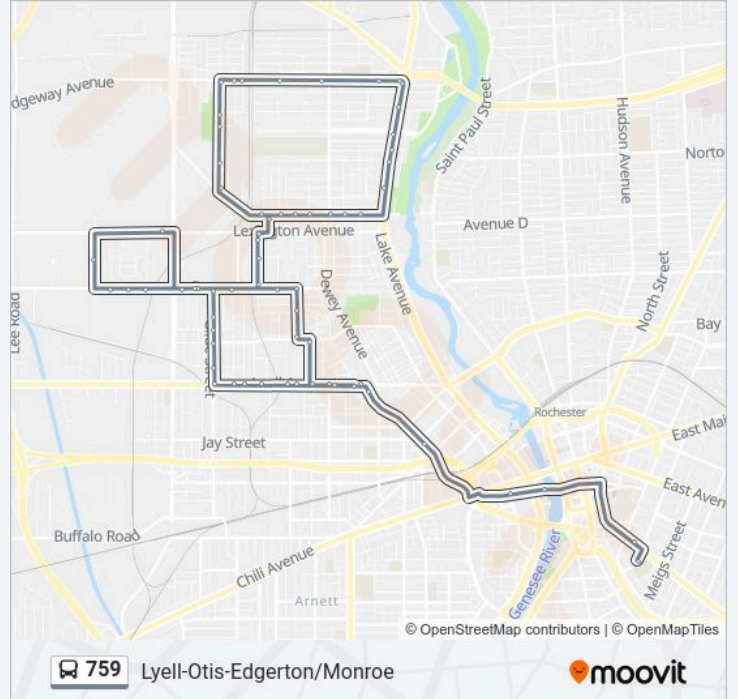 dgeway Avenue
Saint Paul Street
Hudson Avenue
Norto
Lexington Avenue
Avenue D
Lake Avenue
North Street
Dewey Avenue
Lee Road
Bay
Rochester
Jay Street
East Mai
East Aven
Buffalo Road
Meigs Street
Chili Avenue
Genesee River
Arnett
© OpenStreetMap contributors | © OpenMapTiles
759 Lyell-Otis-Edgerton/Monroe
moovit